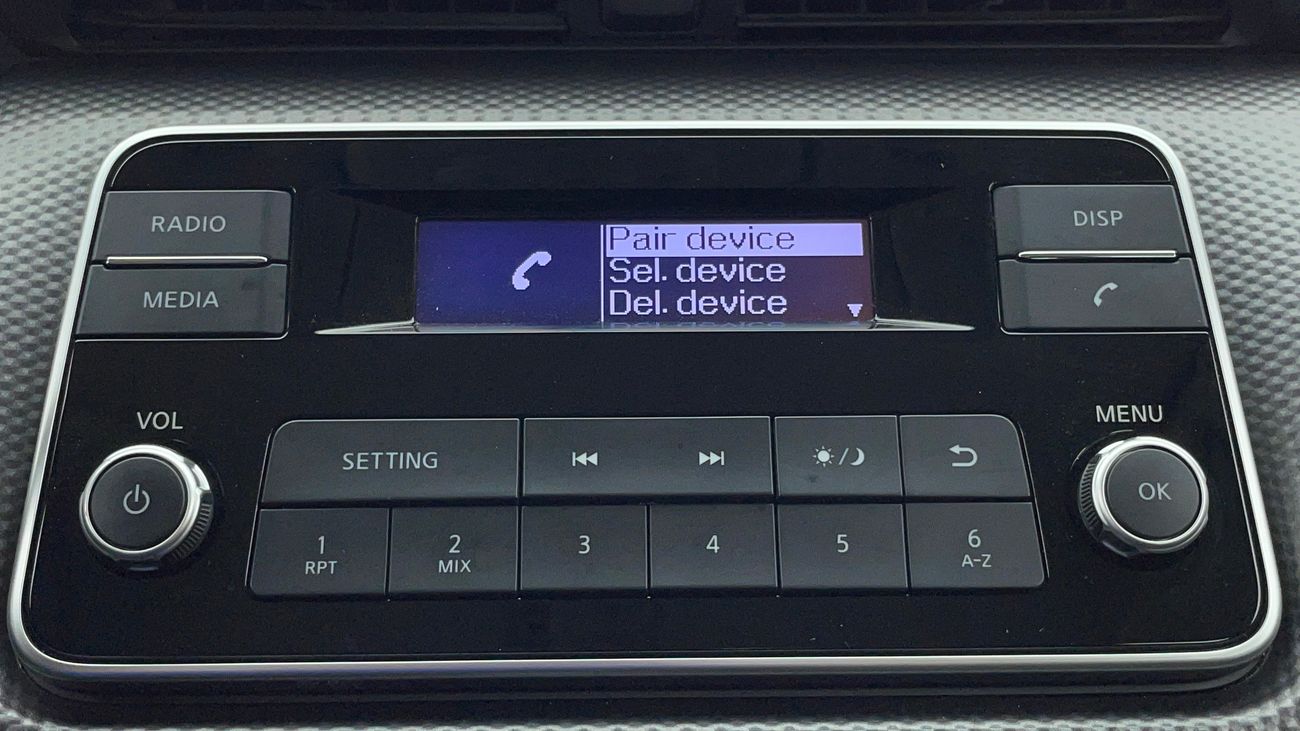 RADIO
MEDIA
Pair device
Sel. device
Del. device
DISP
VOL
MENU
SETTING
OK
1
RPT
2
MIX
3
4
5
6
A-Z